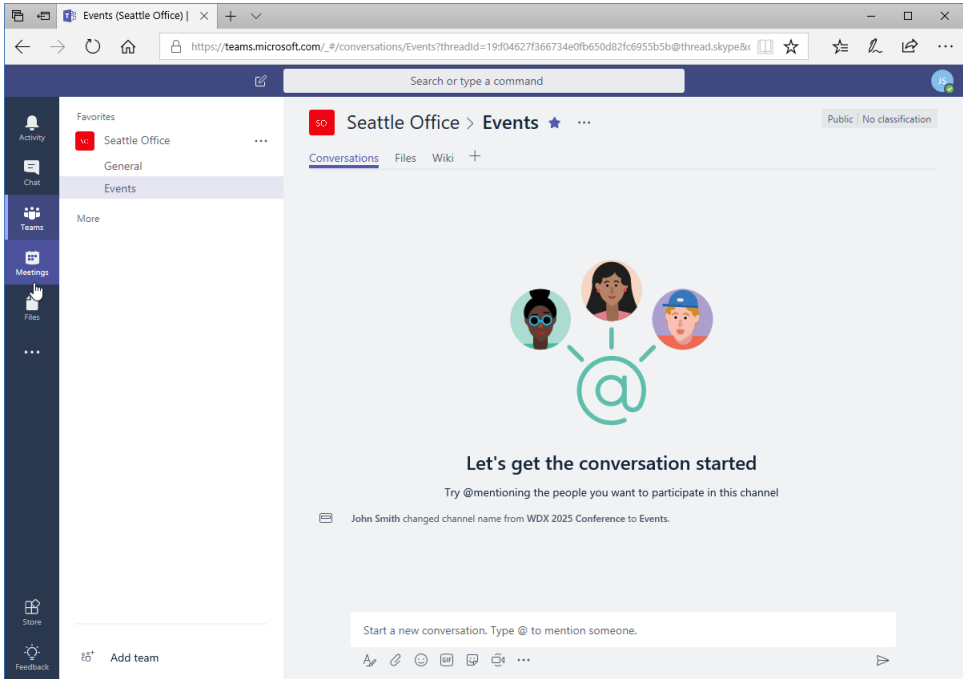 Events (Seattle Office) |
https://teams.microsoft.com/_#/conversations/Events?threadId=19:f04627f366734e0fb650d82fc6955b5b@thread.skype&c
Search or type a command
JS
Activity
Chat
Teams
Meetings
Files
Store
Feedback
Favorites
SO Seattle Office
General
Events
More
Add team
SO Seattle Office > Events
Public | No classification
Conversations Files Wiki
Let's get the conversation started
Try @mentioning the people you want to participate in this channel
John Smith changed channel name from WDX 2025 Conference to Events.
Start a new conversation. Type @ to mention someone.
GIF